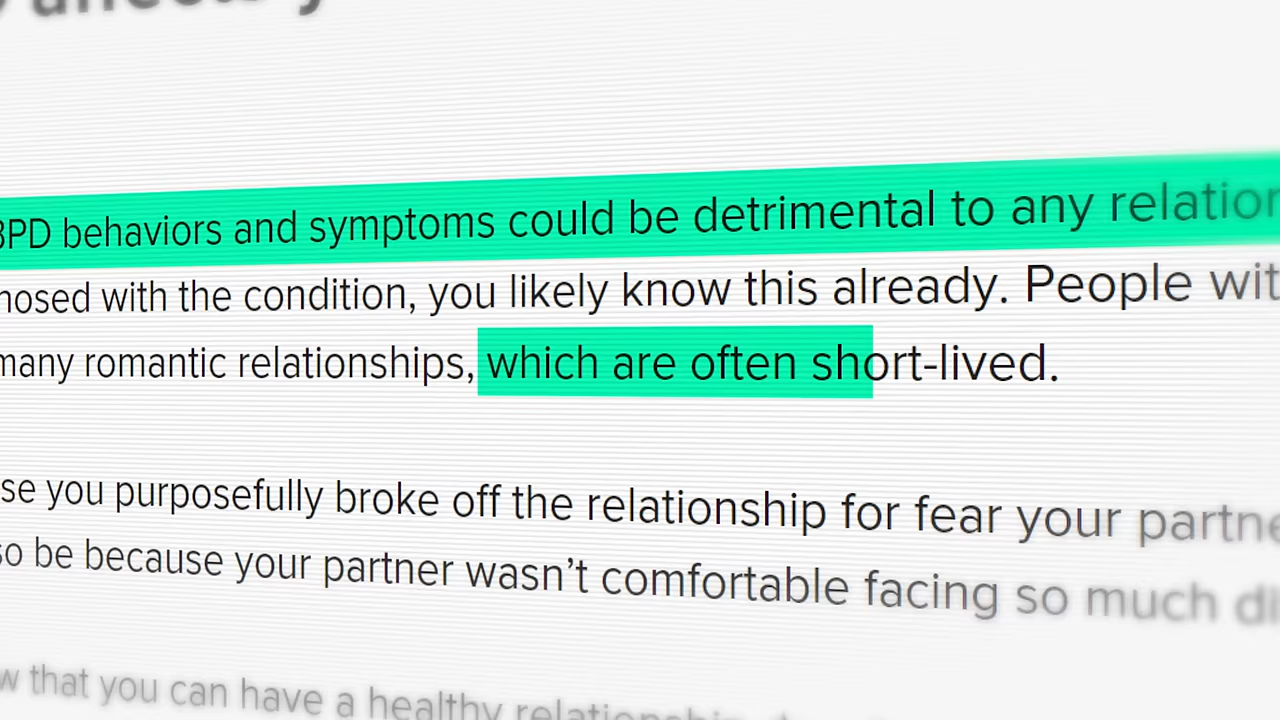 BPD behaviors and symptoms could be detrimental to any relation
nosed with the condition, you likely know this already. People wit
many romantic relationships, which are often short-lived.
se you purposefully broke off the relationship for fear your partne
so be because your partner wasn't comfortable facing so much di
w that you can have a healthy relationship